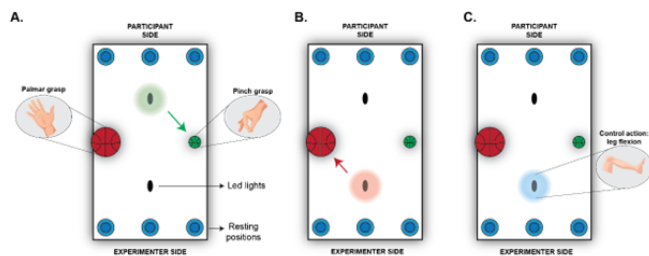 A.
PARTICIPANT
SIDE
Palmar grasp
Pinch grasp
Led lights
Resting
positions
EXPERIMENTER SIDE
B.
PARTICIPANT
SIDE
EXPERIMENTER SIDE
C.
PARTICIPANT
SIDE
Control action:
leg flexion
EXPERIMENTER SIDE